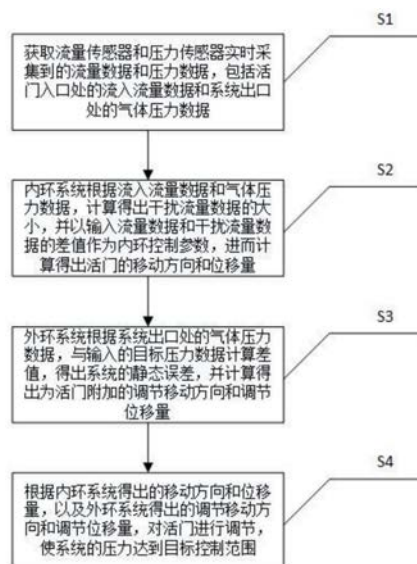 S1
获取流量传感器和压力传感器实时采
集到的流量数据和压力数据，包括活
门入口处的流入流量数据和系统出口
处的气体压力数据
S2
内环系统根据流入流量数据和气体压
力数据，计算得出干扰流量数据的大
小，并以输入流量数据和干扰流量数
据的差值作为内环控制参数，进而计
算得出活门的移动方向和位移量
S3
外环系统根据系统出口处的气体压力
数据，与输入的目标压力数据计算差
值，得出系统的静态误差，并计算得出
为活门附加的调节移动方向和调节
位移量
S4
根据内环系统得出的移动方向和位移
量，以及外环系统得出的调节移动方
向和调节位移量，对活门进行调节，
使系统的压力达到目标控制范围